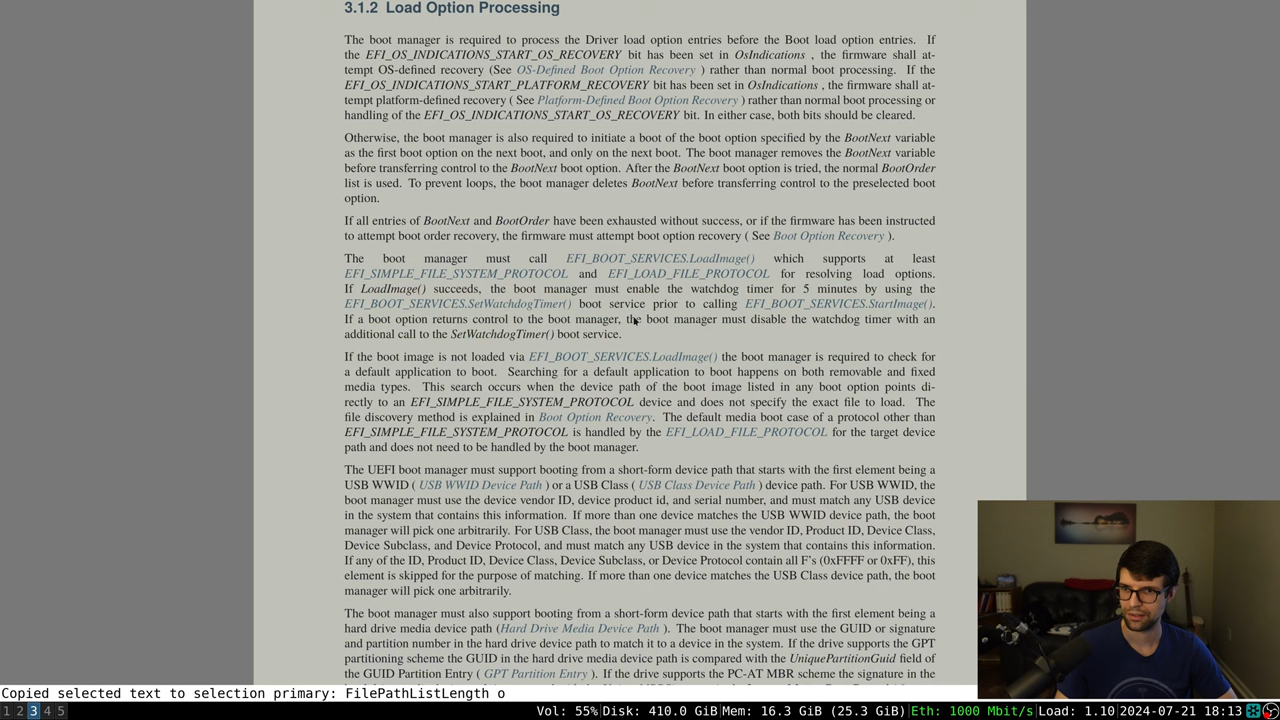 3.1.2 Load Option Processing
The boot manager is required to process the Driver load option entries before the Boot load option entries. If
the EFI_OS_INDICATIONS_START_OS_RECOVERY bit has been set in OsIndications , the firmware shall at-
tempt OS-defined recovery (See OS-Defined Boot Option Recovery ) rather than normal boot processing. If the
EFI_OS_INDICATIONS_START_PLATFORM_RECOVERY bit has been set in OsIndications , the firmware shall at-
tempt platform-defined recovery ( See Platform-Defined Boot Option Recovery ) rather than normal boot processing or
handling of the EFI_OS_INDICATIONS_START_OS_RECOVERY bit. In either case, both bits should be cleared.
Otherwise, the boot manager is also required to initiate a boot of the boot option specified by the BootNext variable
as the first boot option on the next boot, and only on the next boot. The boot manager removes the BootNext variable
before transferring control to the BootNext boot option. After the BootNext boot option is tried, the normal BootOrder
list is used. To prevent loops, the boot manager deletes BootNext before transferring control to the preselected boot
option.
If all entries of BootNext and BootOrder have been exhausted without success, or if the firmware has been instructed
to attempt boot order recovery, the firmware must attempt boot option recovery ( See Boot Option Recovery ).
The boot manager must call EFI_BOOT_SERVICES.LoadImage() which supports at least
EFI_SIMPLE_FILE_SYSTEM_PROTOCOL and EFI_LOAD_FILE_PROTOCOL for resolving load options.
If LoadImage() succeeds, the boot manager must enable the watchdog timer for 5 minutes by using the
EFI_BOOT_SERVICES.SetWatchdogTimer() boot service prior to calling EFI_BOOT_SERVICES.StartImage().
If a boot option returns control to the boot manager, the boot manager must disable the watchdog timer with an
additional call to the SetWatchdogTimer() boot service.
If the boot image is not loaded via EFI_BOOT_SERVICES.LoadImage() the boot manager is required to check for
a default application to boot. Searching for a default application to boot happens on both removable and fixed
media types. This search occurs when the device path of the boot image listed in any boot option points di-
rectly to an EFI_SIMPLE_FILE_SYSTEM_PROTOCOL device and does not specify the exact file to load. The
file discovery method is explained in Boot Option Recovery. The default media boot case of a protocol other than
EFI_SIMPLE_FILE_SYSTEM_PROTOCOL is handled by the EFI_LOAD_FILE_PROTOCOL for the target device
path and does not need to be handled by the boot manager.
The UEFI boot manager must support booting from a short-form device path that starts with the first element being a
USB WWID ( USB WWID Device Path ) or a USB Class ( USB Class Device Path ) device path. For USB WWID, the
boot manager must use the device vendor ID, device product id, and serial number, and must match any USB device
in the system that contains this information. If more than one device matches the USB WWID device path, the boot
manager will pick one arbitrarily. For USB Class, the boot manager must use the vendor ID, Product ID, Device Class,
Device Subclass, and Device Protocol, and must match any USB device in the system that contains this information.
If any of the ID, Product ID, Device Class, Device Subclass, or Device Protocol contain all F's (0xFFFF or 0xFF), this
element is skipped for the purpose of matching. If more than one device matches the USB Class device path, the boot
manager will pick one arbitrarily.
The boot manager must also support booting from a short-form device path that starts with the first element being a
hard drive media device path (Hard Drive Media Device Path ). The boot manager must use the GUID or signature
and partition number in the hard drive device path to match it to a device in the system. If the drive supports the GPT
partitioning scheme the GUID in the hard drive media device path is compared with the UniquePartitionGuid field of
the GUID Partition Entry ( GPT Partition Entry ). If the drive supports the PC-AT MBR scheme the signature in the
Copied selected text to selection primary: FilePathListLength o
1 2 3 4 5 Vol: 55% Disk: 410.0 GiB Mem: 16.3 GiB (25.3 GiB) Eth: 1000 Mbit/s Load: 1.10 2024-07-21 18:13